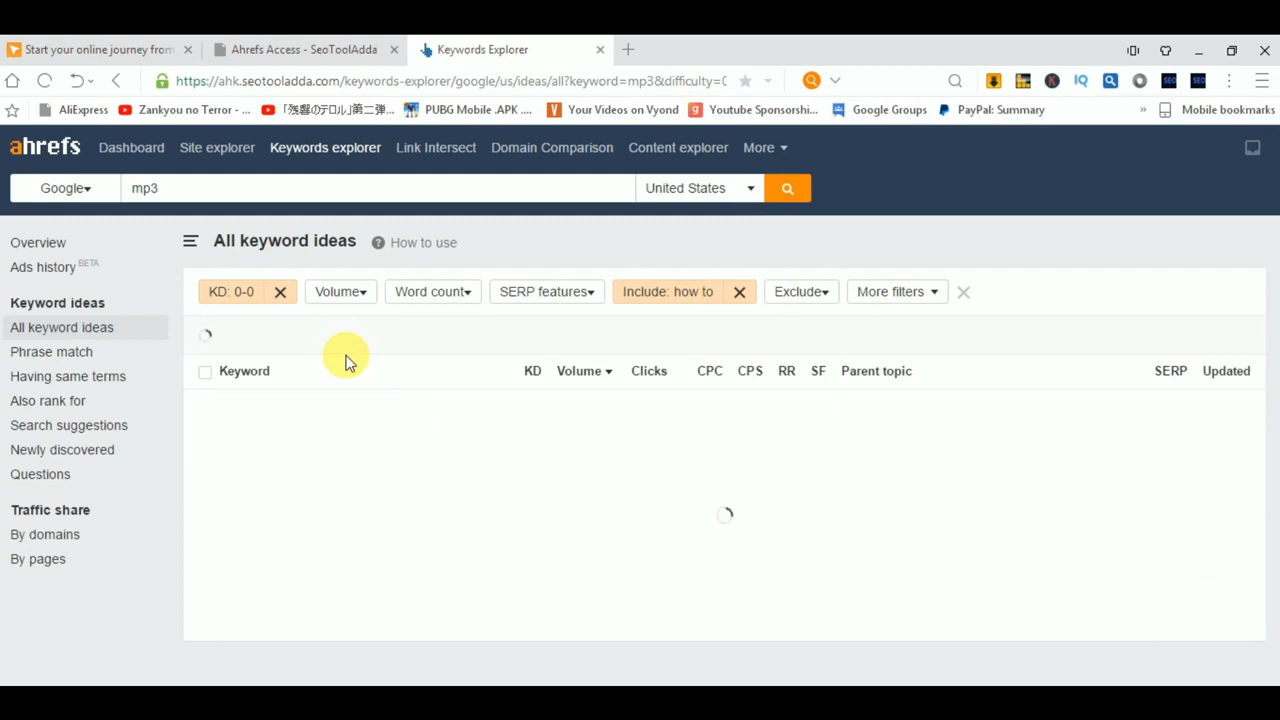 Start your online journey from
Ahrefs Access - SeoToolAdda
Keywords Explorer
https://ahk.seotooladda.com/keywords-explorer/google/us/ideas/all?keyword=mp3&difficulty=0
AliExpress
Zankyou no Terror - ...
「残響のテロル」第二弾...
PUBG Mobile .APK ....
Your Videos on Vyond
Youtube Sponsorshi...
Google Groups
PayPal: Summary
»
Mobile bookmarks
ahrefs
Dashboard
Site explorer
Keywords explorer
Link Intersect
Domain Comparison
Content explorer
More
Google
mp3
United States
Overview
Ads history BETA
Keyword ideas
All keyword ideas
Phrase match
Having same terms
Also rank for
Search suggestions
Newly discovered
Questions
Traffic share
By domains
By pages
All keyword ideas
? How to use
KD: 0-0
Volume
Word count
SERP features
Include: how to
Exclude
More filters
Keyword
KD
Volume
Clicks
CPC
CPS
RR
SF
Parent topic
SERP
Updated